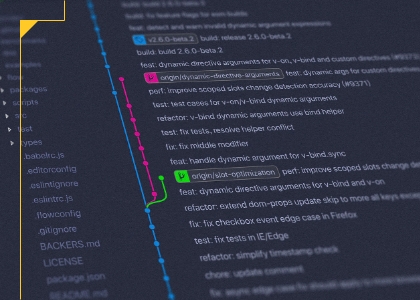 build: build 2.6.0-beta.2
build: fix feature flags for esm builds
feat: detect and warn invalid dynamic argument expressions
v2.6.0-beta.2 build: release 2.6.0-beta.2
build: build 2.6.0-beta.2
feat: dynamic directive arguments for v-on, v-bind and custom directives (#9373)
origin/dynamic-directive-arguments feat: dynamic args for custom directives
perf: improve scoped slots change detection accuracy (#9371)
test: test cases for v-on/v-bind dynamic arguments
refactor: v-bind dynamic arguments use bind helper
test: fix tests, resolve helper conflict
fix: fix middle modifier
feat: handle dynamic argument for v-bind.sync
origin/slot-optimization perf: improve scoped slots change de
feat: dynamic directive arguments for v-bind and v-on
refactor: extend dom-props update skip to more all keys except
fix: fix checkbox event edge case in Firefox
test: fix tests in IE/Edge
refactor: simplify timestamp check
chore: update comment
fix: async edge case fix should
examples
flow
packages
scripts
src
test
types
.babelrc.js
.editorconfig
.eslintignore
.eslintrc.js
.flowconfig
.gitignore
BACKERS.md
LICENSE
package.json
README.md